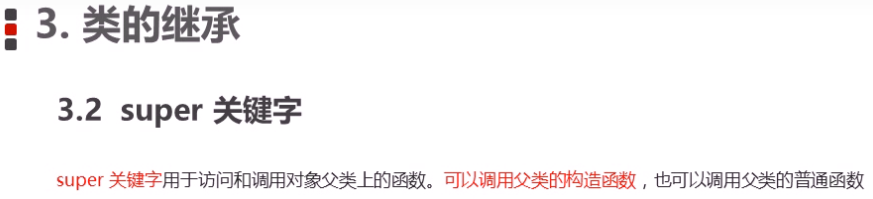 3. 类的继承
3.2 super 关键字
super 关键字用于访问和调用对象父类上的函数。可以调用父类的构造函数，也可以调用父类的普通函数